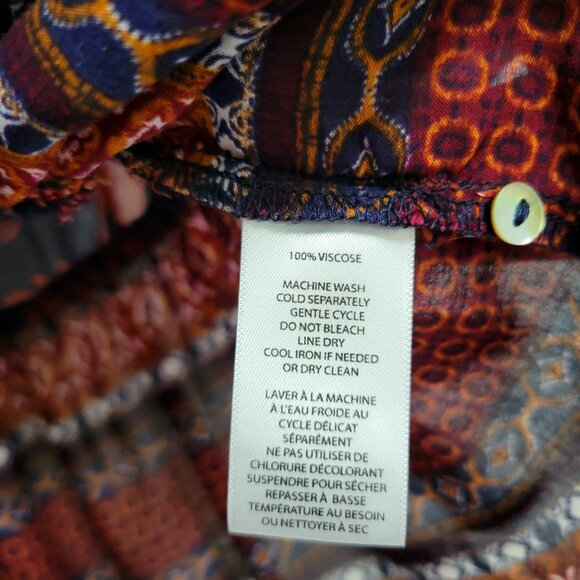 100% VISCOSE
MACHINE WASH
COLD SEPARATELY
GENTLE CYCLE
DO NOT BLEACH
LINE DRY
COOL IRON IF NEEDED
OR DRY CLEAN
LAVER À LA MACHINE
À L'EAU FROIDE AU
CYCLE DÉLICAT
SÉPARÉMENT
NE PAS UTILISER DE
CHLORURE DÉCOLORANT
SUSPENDRE POUR SÉCHER
REPASSER À BASSE
TEMPÉRATURE AU BESOIN
OU NETTOYER À SEC